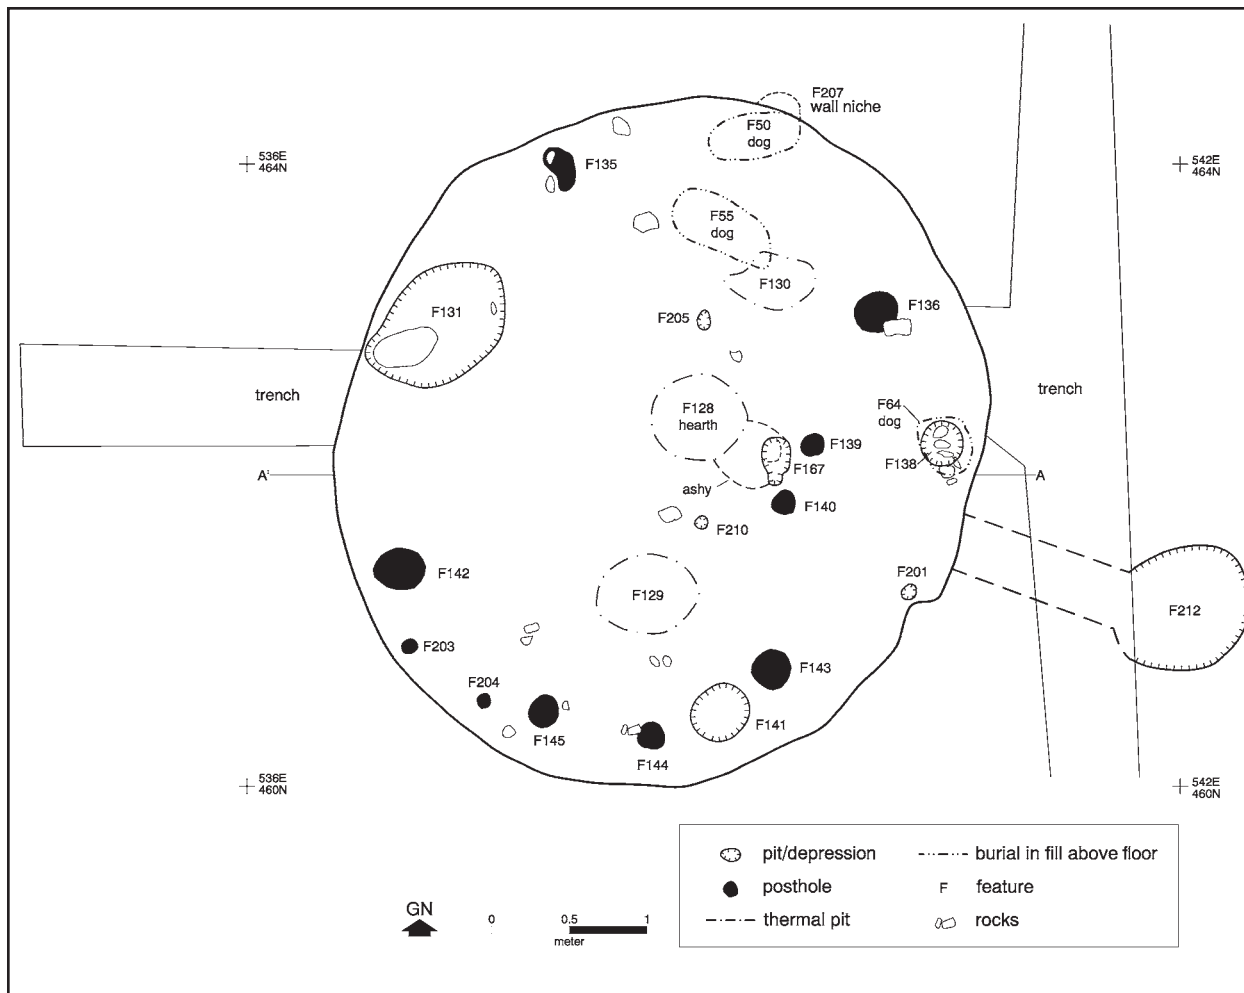 F207
wall niche
F50
dog
536E
464N
542E
464N
F135
F55
dog
F130
F131
F205
F136
trench
trench
F128
hearth
F64
dog
F139
F138
F167
A'
A
ashy
F140
F210
F142
F201
F129
F212
F203
F143
F204
F141
F145
F144
536E
460N
542E
460N
pit/depression
burial in fill above floor
posthole
F
feature
thermal pit
rocks
GN
0
0.5
1
meter